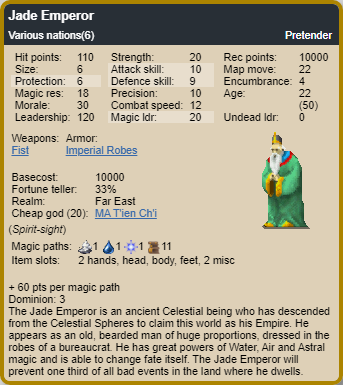 Jade Emperor
Various nations(6) Pretender
Hit points: 110 Strength: 20 Rec points: 10000
Size: 6 Attack skill: 10 Map move: 22
Protection: 6 Defence skill: 9 Encumbrance: 4
Magic res: 18 Precision: 10 Age: 22
Morale: 30 Combat speed: 12 (50)
Leadership: 120 Magic ldr: 20 Undead ldr: 0
Weapons: Armor:
Fist Imperial Robes
Basecost: 10000
Fortune teller: 33%
Realm: Far East
Cheap god (20): MA T'ien Ch'i
(Spirit-sight)
Magic paths: 1 1 1 11
Item slots: 2 hands, head, body, feet, 2 misc
+ 60 pts per magic path
Dominion: 3
The Jade Emperor is an ancient Celestial being who has descended
from the Celestial Spheres to claim this world as his Empire. He
appears as an old, bearded man of huge proportions, dressed in the
robes of a bureaucrat. He has great powers of Water, Air and Astral
magic and is able to change fate itself. The Jade Emperor will
prevent one third of all bad events in the land where he dwells.